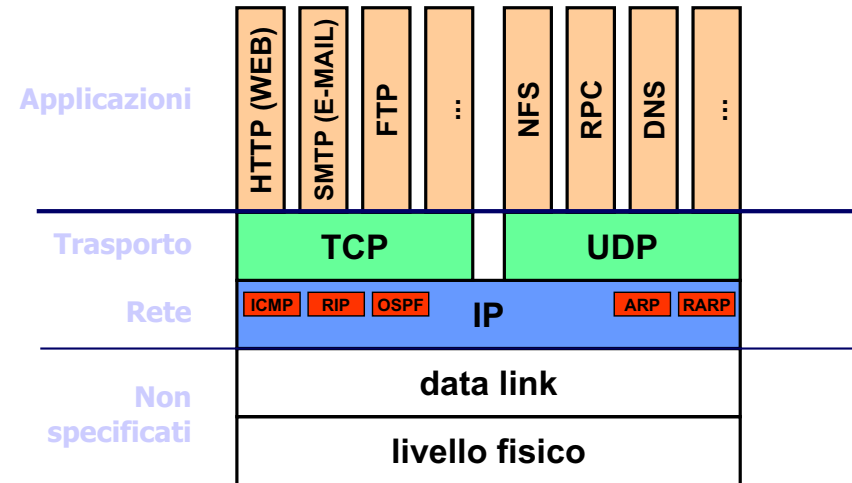 Applicazioni
HTTP (WEB)
SMTP (E-MAIL)
FTP
...
NFS
RPC
DNS
...
Trasporto
TCP
UDP
Rete
ICMP
RIP
OSPF
IP
ARP
RARP
Non
specificati
data link
livello fisico